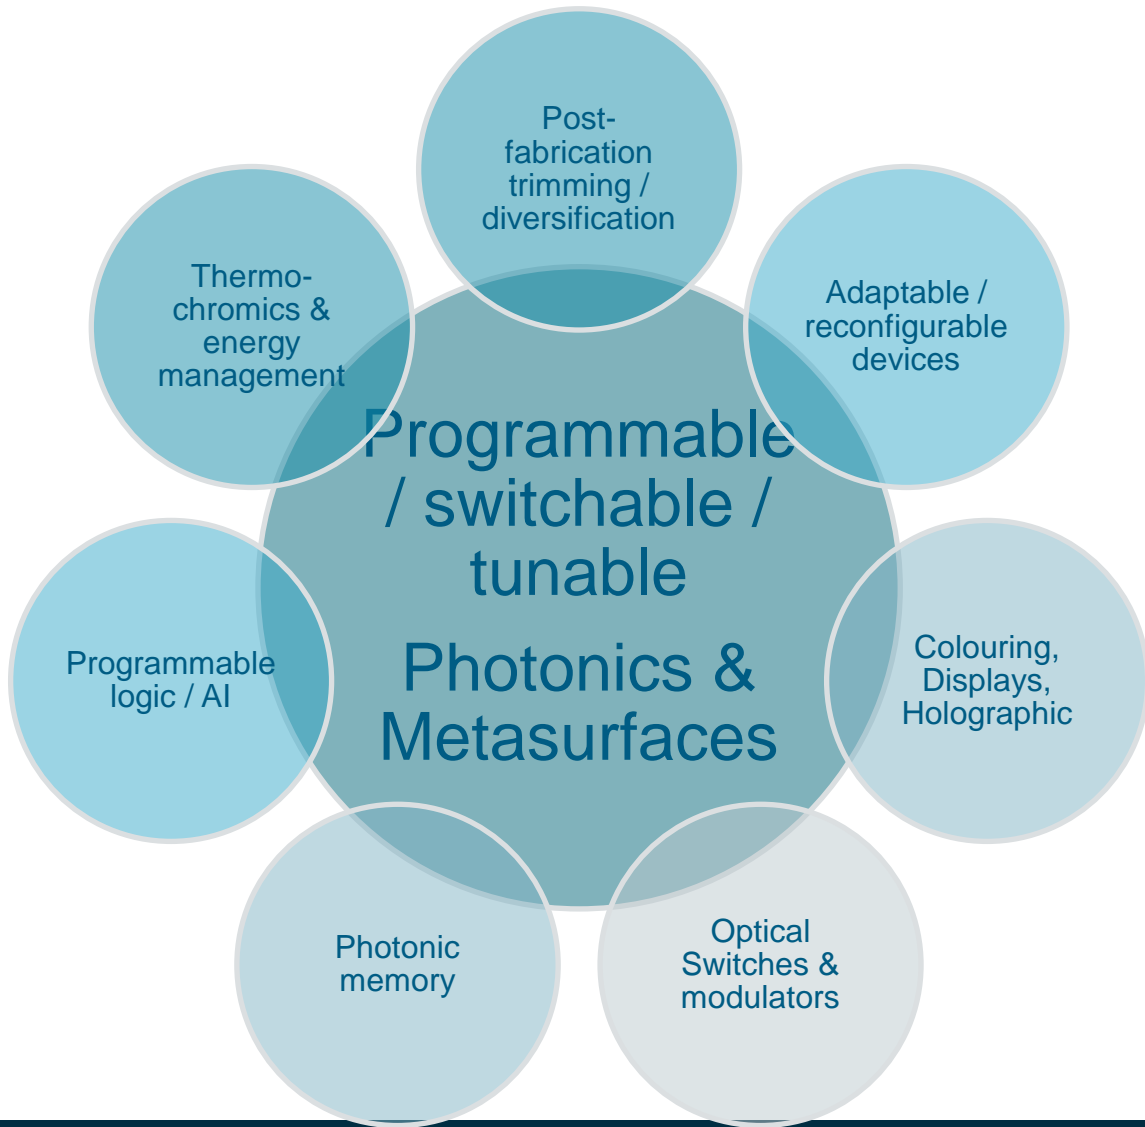 Post-
fabrication
trimming /
diversification
Adaptable /
reconfigurable
devices
Colouring,
Displays,
Holographic
Optical
Switches &
modulators
Photonic
memory
Programmable
logic / AI
Thermo-
chromics &
energy
management
Programmable
/ switchable /
tunable
Photonics &
Metasurfaces